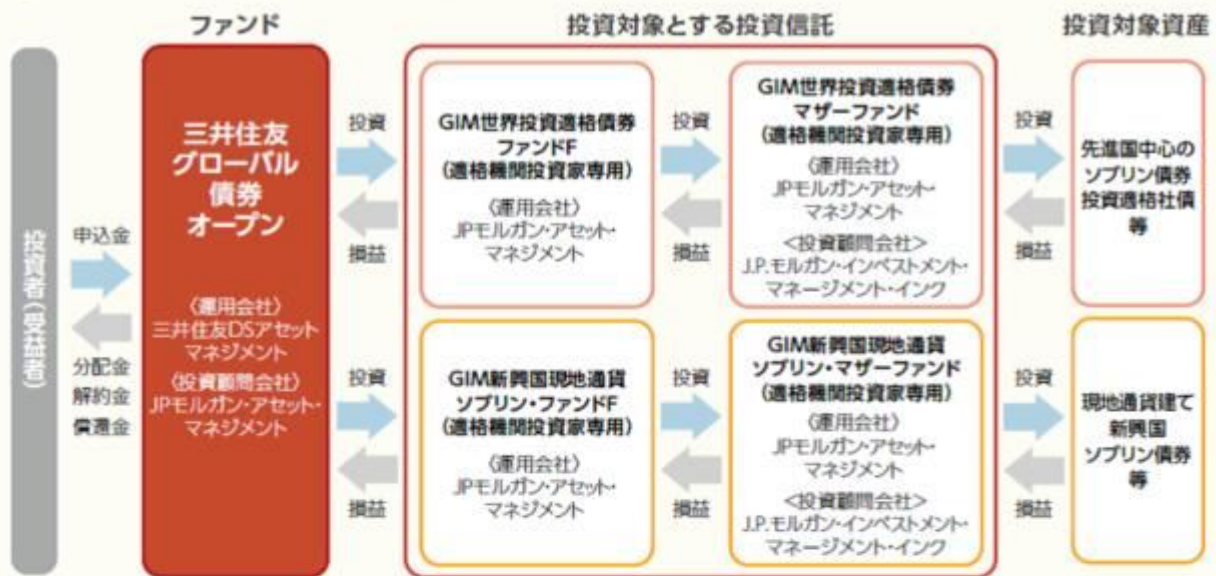 ファンド
投資対象とする投資信託
投資対象資産
投資者(受益者)
申込金
分配金
解約金
償還金
三井住友
グローバル
債券
オープン
〈運用会社〉
三井住友DSアセット
マネジメント
〈投資顧問会社〉
JPモルガン・アセット・
マネジメント
投資
損益
GIM世界投資適格債券
ファンドF
(適格機関投資家専用)
〈運用会社〉
JPモルガン・アセット・
マネジメント
投資
損益
GIM世界投資適格債券
マザーファンド
(適格機関投資家専用)
〈運用会社〉
JPモルガン・アセット・
マネジメント
<投資顧問会社>
J.P.モルガン・インベストメント・
マネージメント・インク
投資
損益
先進国中心の
ソブリン債券
投資適格社債
等
投資
損益
GIM新興国現地通貨
ソブリン・ファンドF
(適格機関投資家専用)
〈運用会社〉
JPモルガン・アセット・
マネジメント
投資
損益
GIM新興国現地通貨
ソブリン・マザーファンド
(適格機関投資家専用)
〈運用会社〉
JPモルガン・アセット・
マネジメント
<投資顧問会社>
J.P.モルガン・インベストメント・
マネージメント・インク
投資
損益
現地通貨建て
新興国
ソブリン債券
等